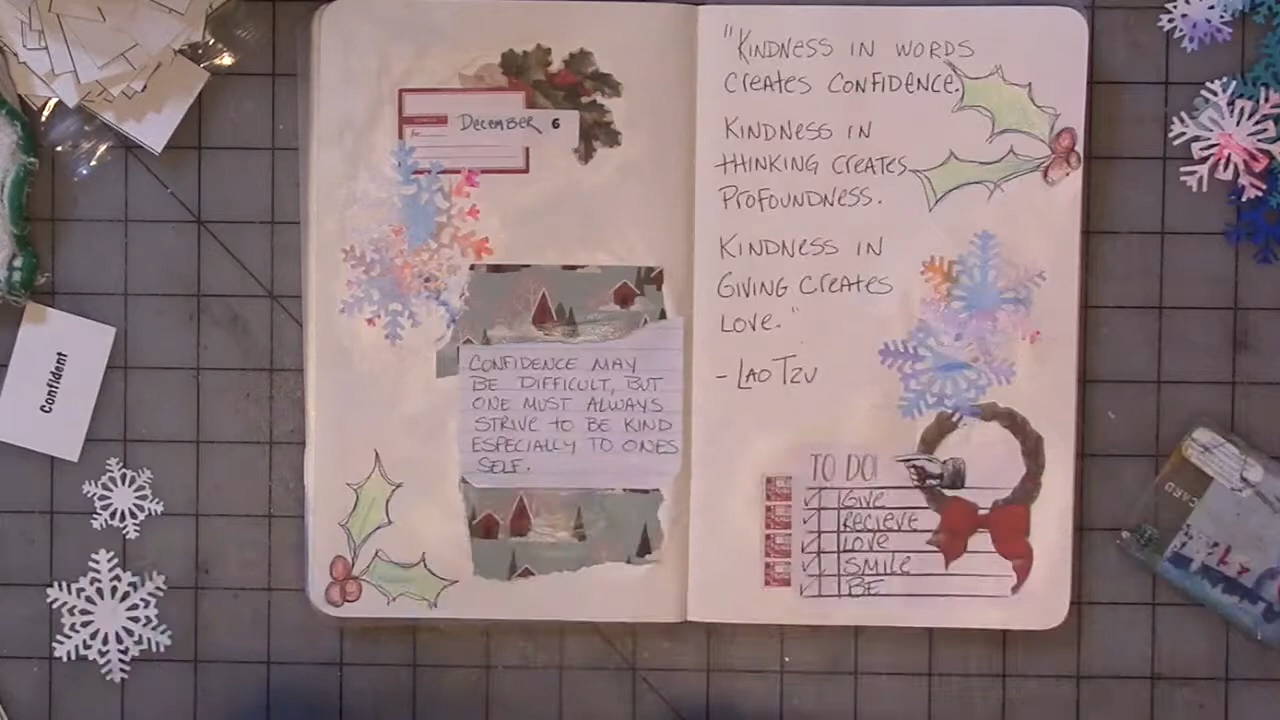 December 6
CONFIDENCE MAY
BE DIFFICULT, BUT
ONE MUST ALWAYS
STRIVE TO BE KIND
ESPECIALLY TO ONES
SELF.
"KINDNESS IN WORDS
CREATES CONFIDENCE.
KINDNESS IN
THINKING CREATES
PROFOUNDNESS.
KINDNESS IN
GIVING CREATES
LOVE."
- LAO TZU
TO DO
GIVE
RECIEVE
LOVE
SMILE
BE
Confident
CARD